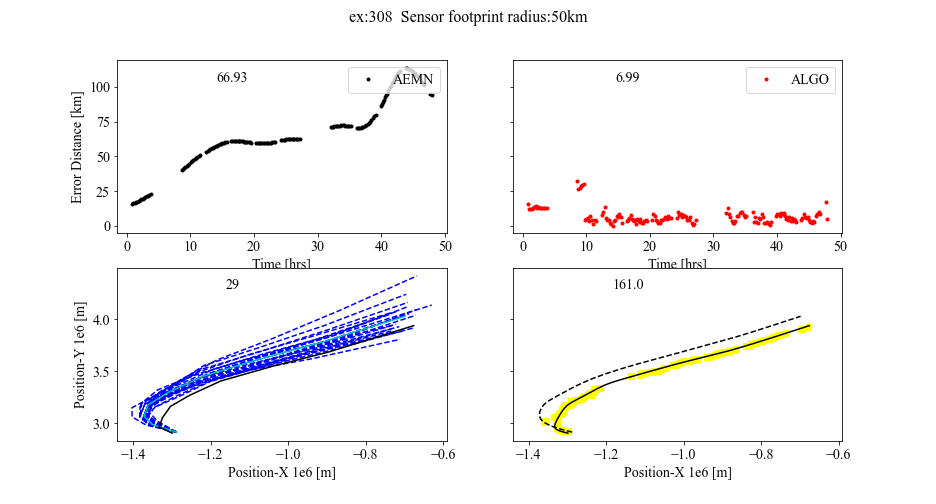 ex:308  Sensor footprint radius:50km
66.93
AEMN
6.99
ALGO
100
75
50
25
0
Error Distance [km]
0 10 20 30 40 50
0 10 20 30 40 50
Time [hrs]
Time [hrs]
29
161.0
4.0
3.5
3.0
Position-Y 1e6 [m]
−1.4 −1.2 −1.0 −0.8 −0.6
−1.4 −1.2 −1.0 −0.8 −0.6
Position-X 1e6 [m]
Position-X 1e6 [m]